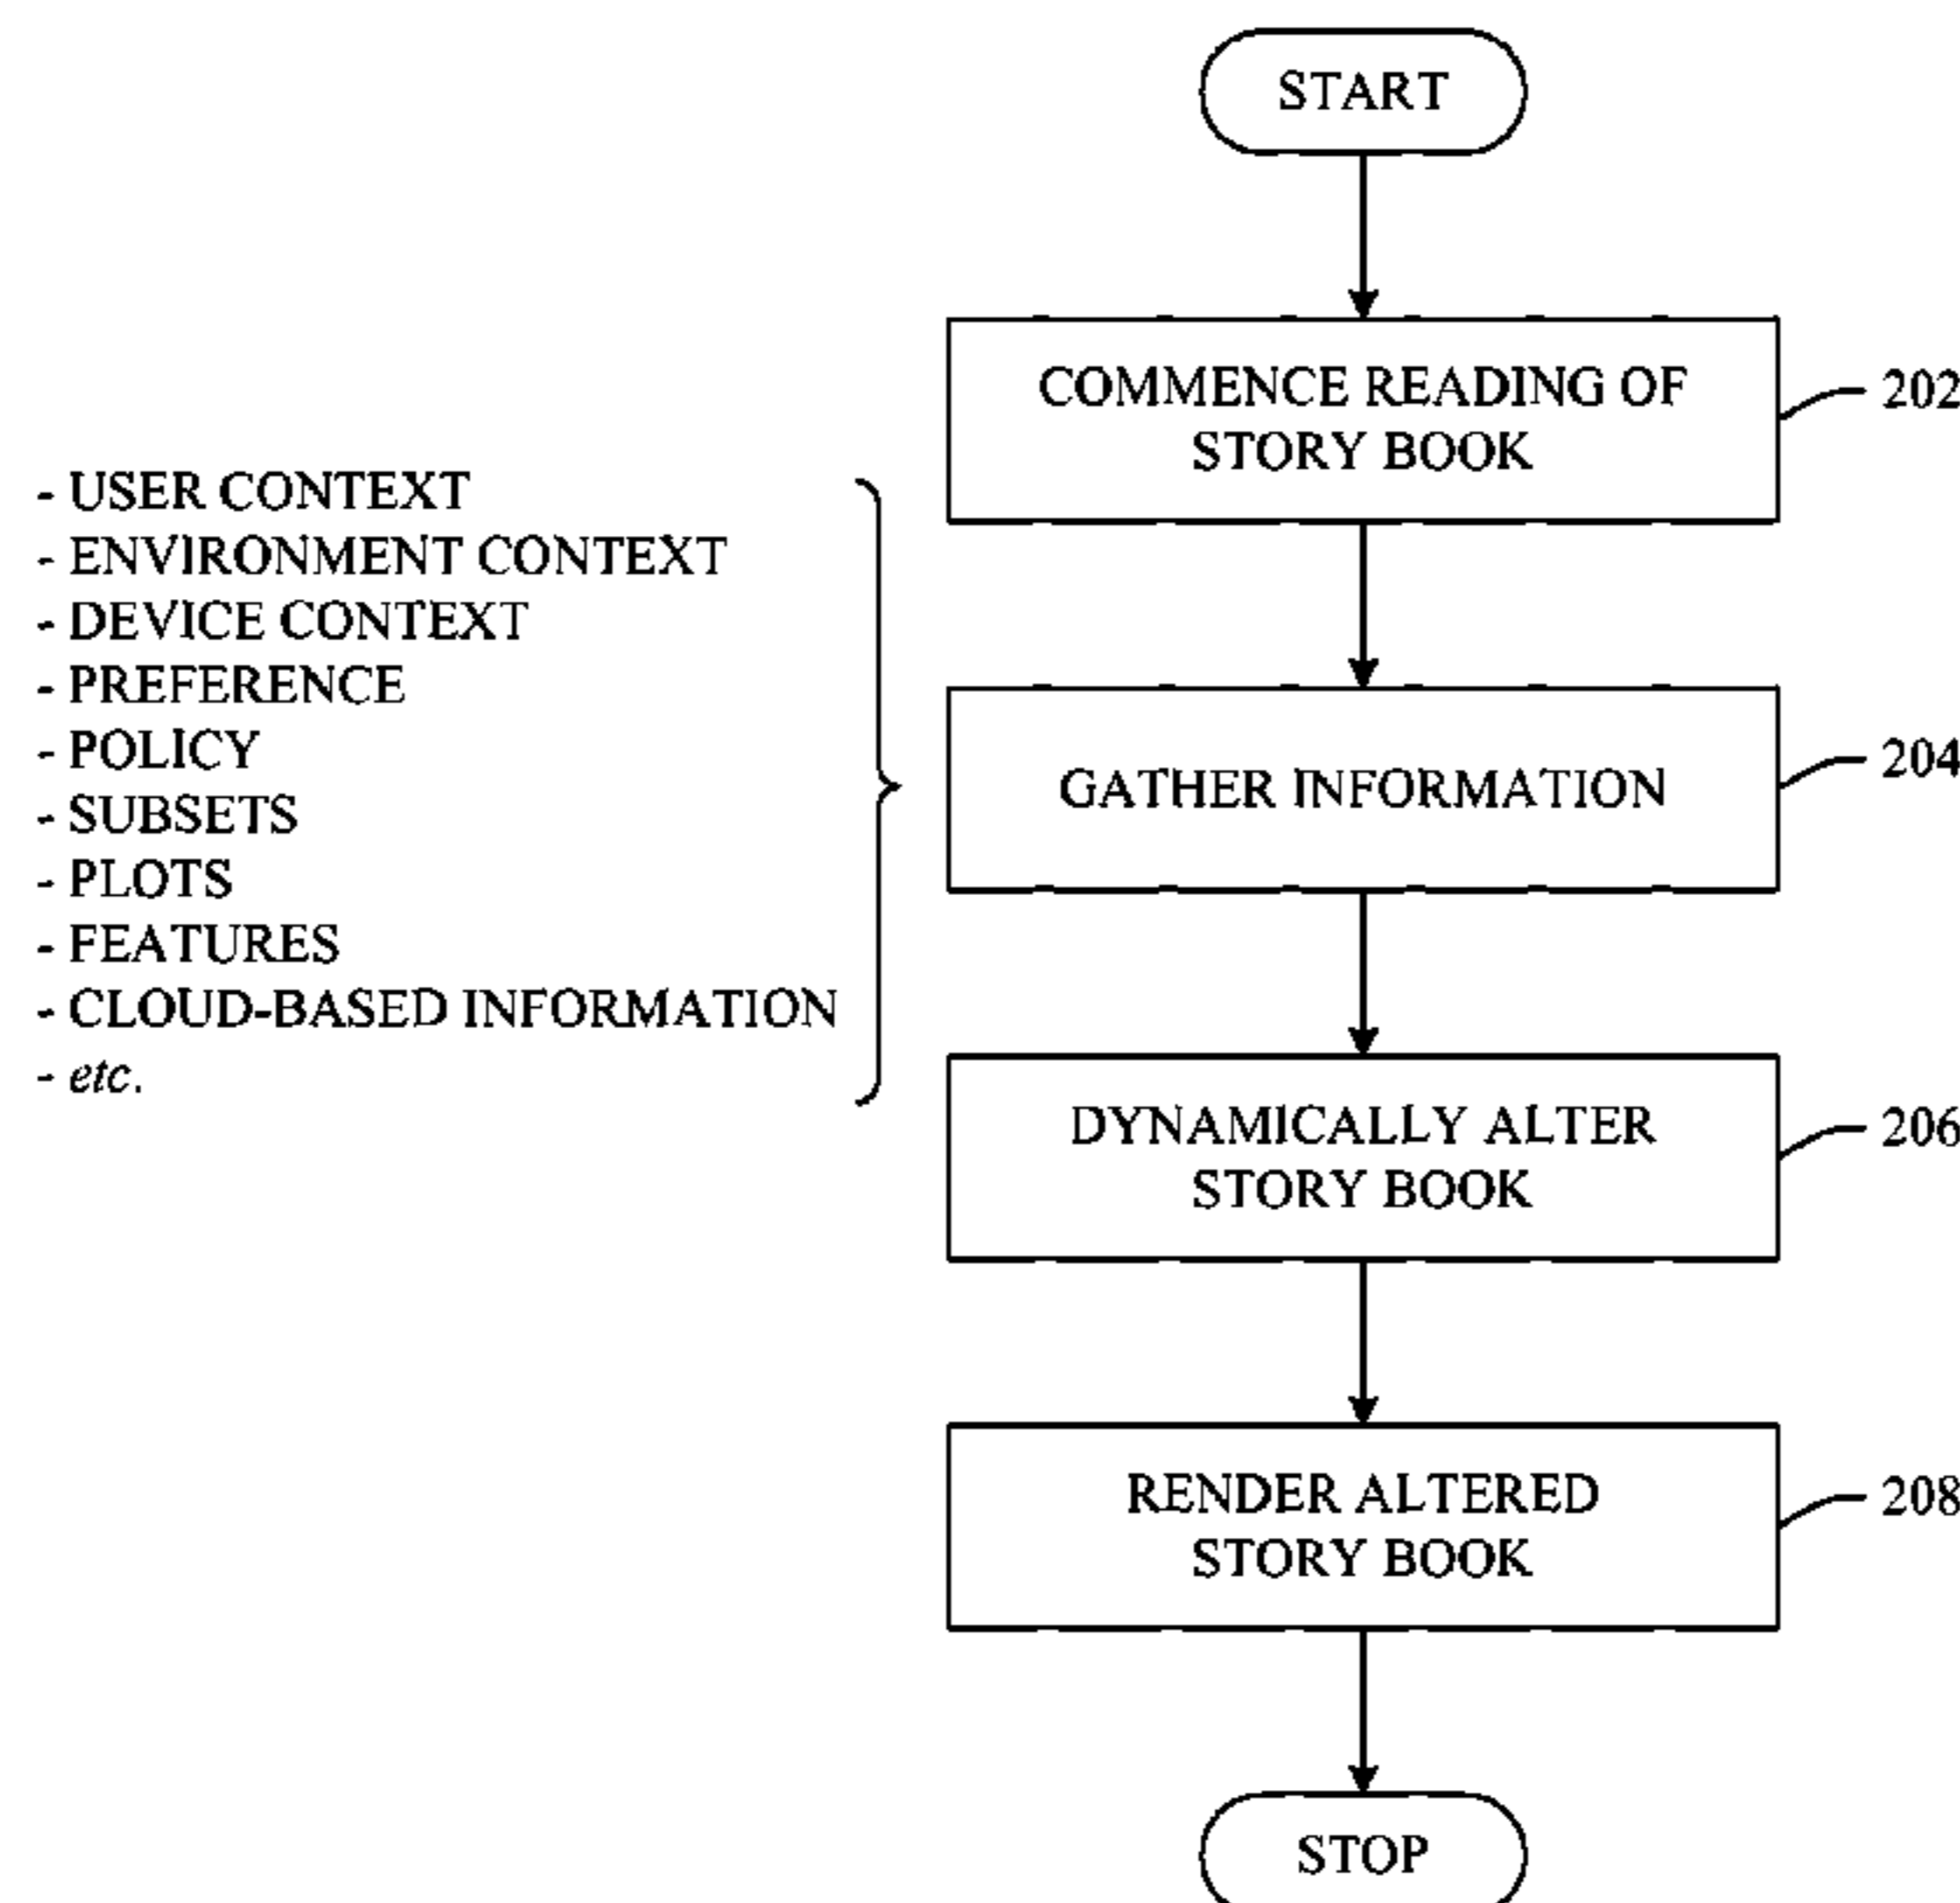 START
COMMENCE READING OF
STORY BOOK
202
- USER CONTEXT
- ENVIRONMENT CONTEXT
- DEVICE CONTEXT
- PREFERENCE
- POLICY
- SUBSETS
- PLOTS
- FEATURES
- CLOUD-BASED INFORMATION
- etc.
GATHER INFORMATION
204
DYNAMICALLY ALTER
STORY BOOK
206
RENDER ALTERED
STORY BOOK
208
STOP